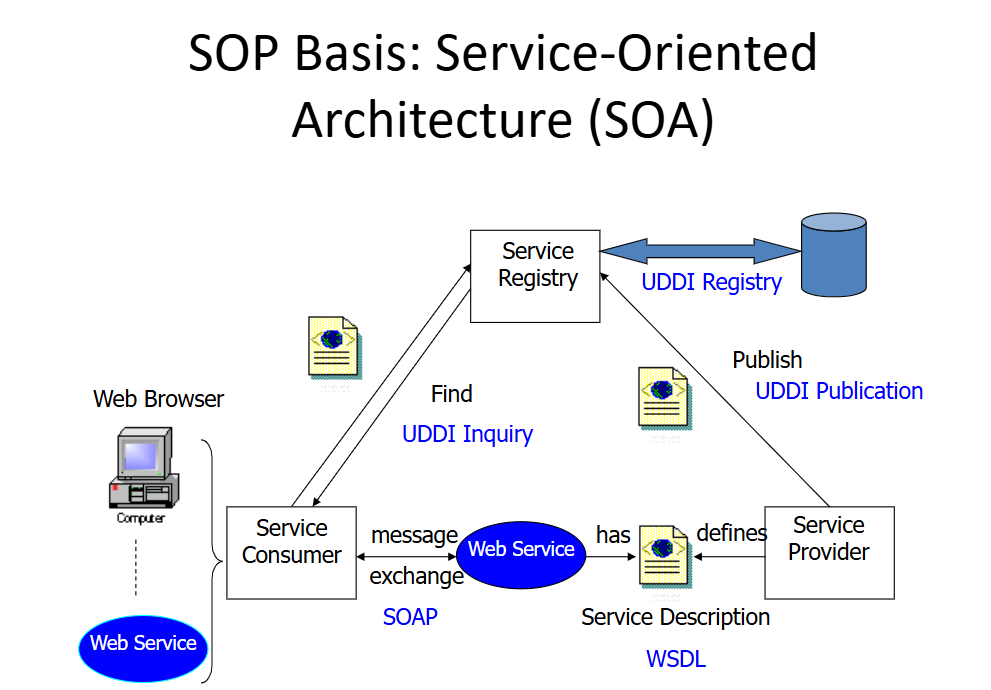 SOP Basis: Service-Oriented
Architecture (SOA)
Service
Registry
UDDI Registry
Publish
UDDI Publication
Find
UDDI Inquiry
Web Browser
Computer
Service
Consumer
message
exchange
SOAP
Web Service
has
defines
Service
Provider
Service Description
WSDL
Web Service